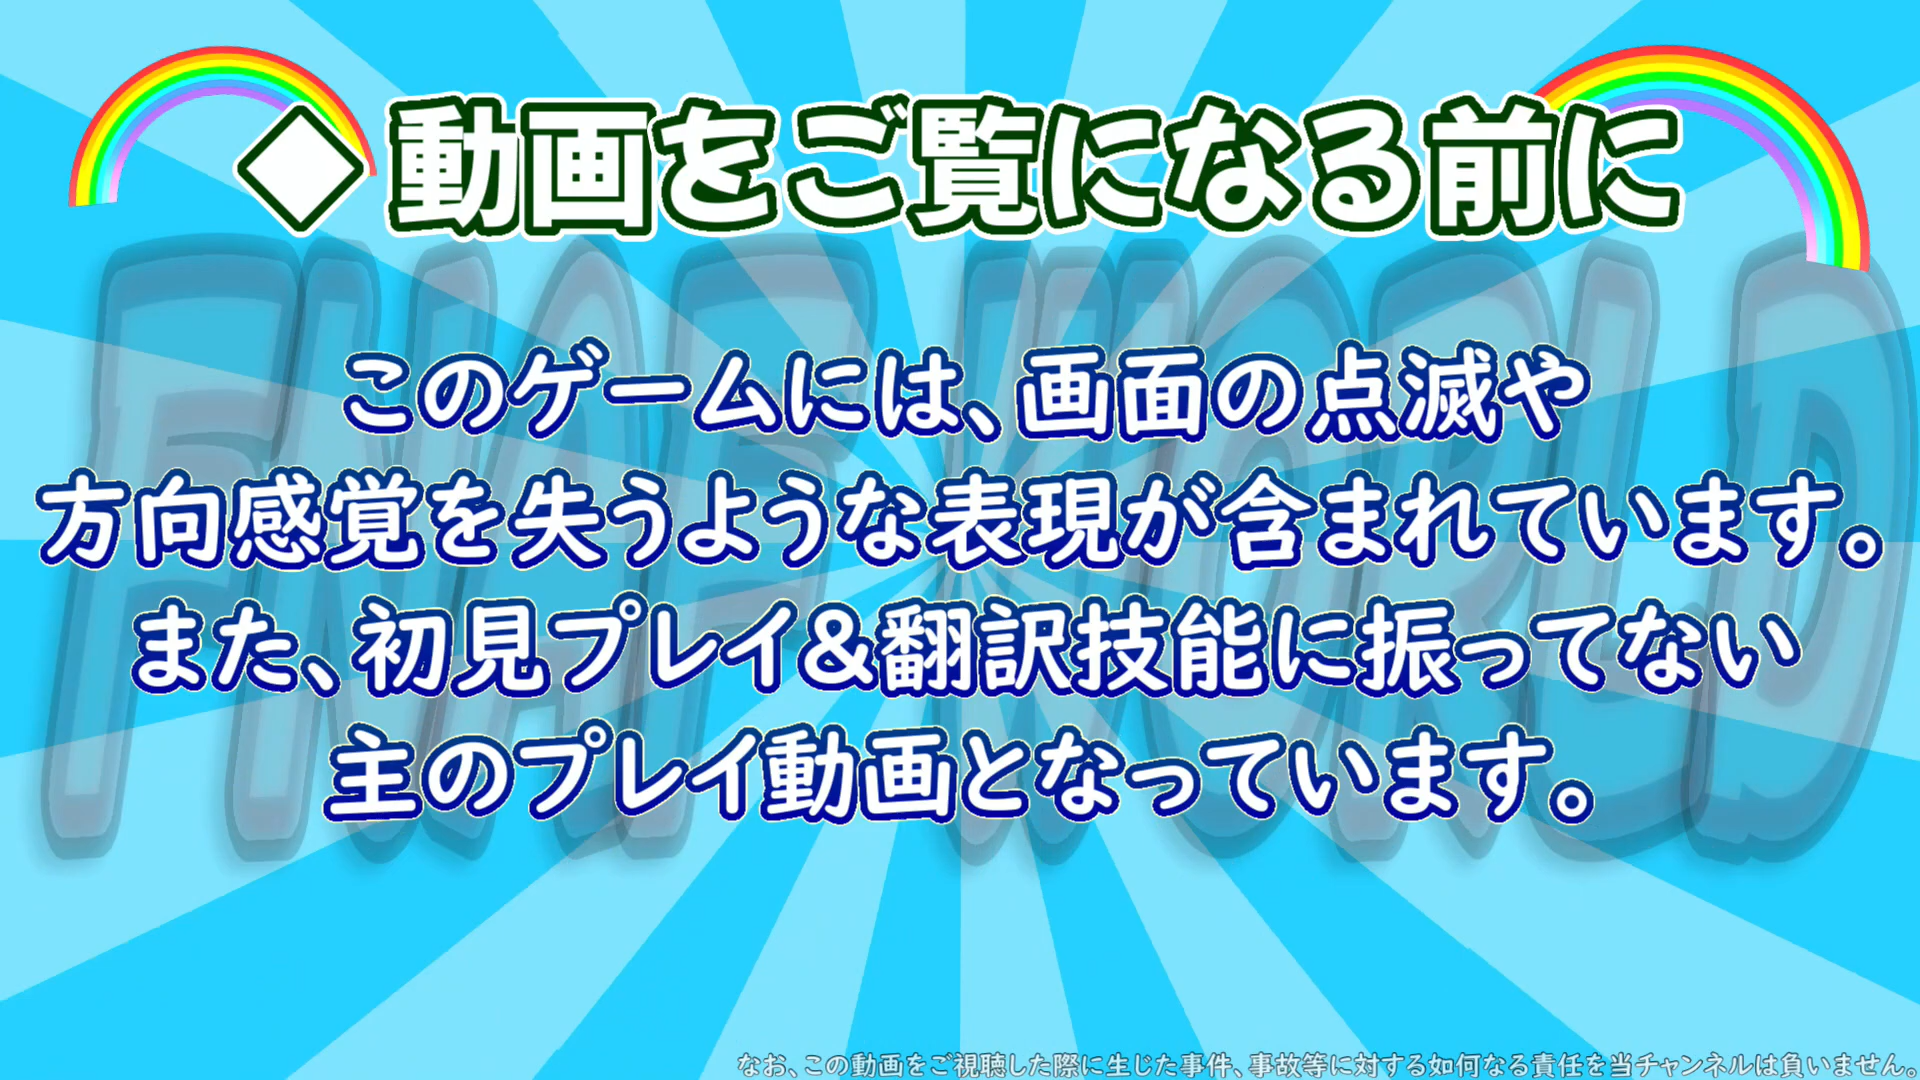 ◆ 動画をご覧になる前に
FNAF WORLD
このゲームには、画面の点滅や
方向感覚を失うような表現が含まれています。
また、初見プレイ&翻訳技能に振ってない
主のプレイ動画となっています。
なお、この動画をご視聴した際に生じた事件、事故等に対する如何なる責任を当チャンネルは負いません。